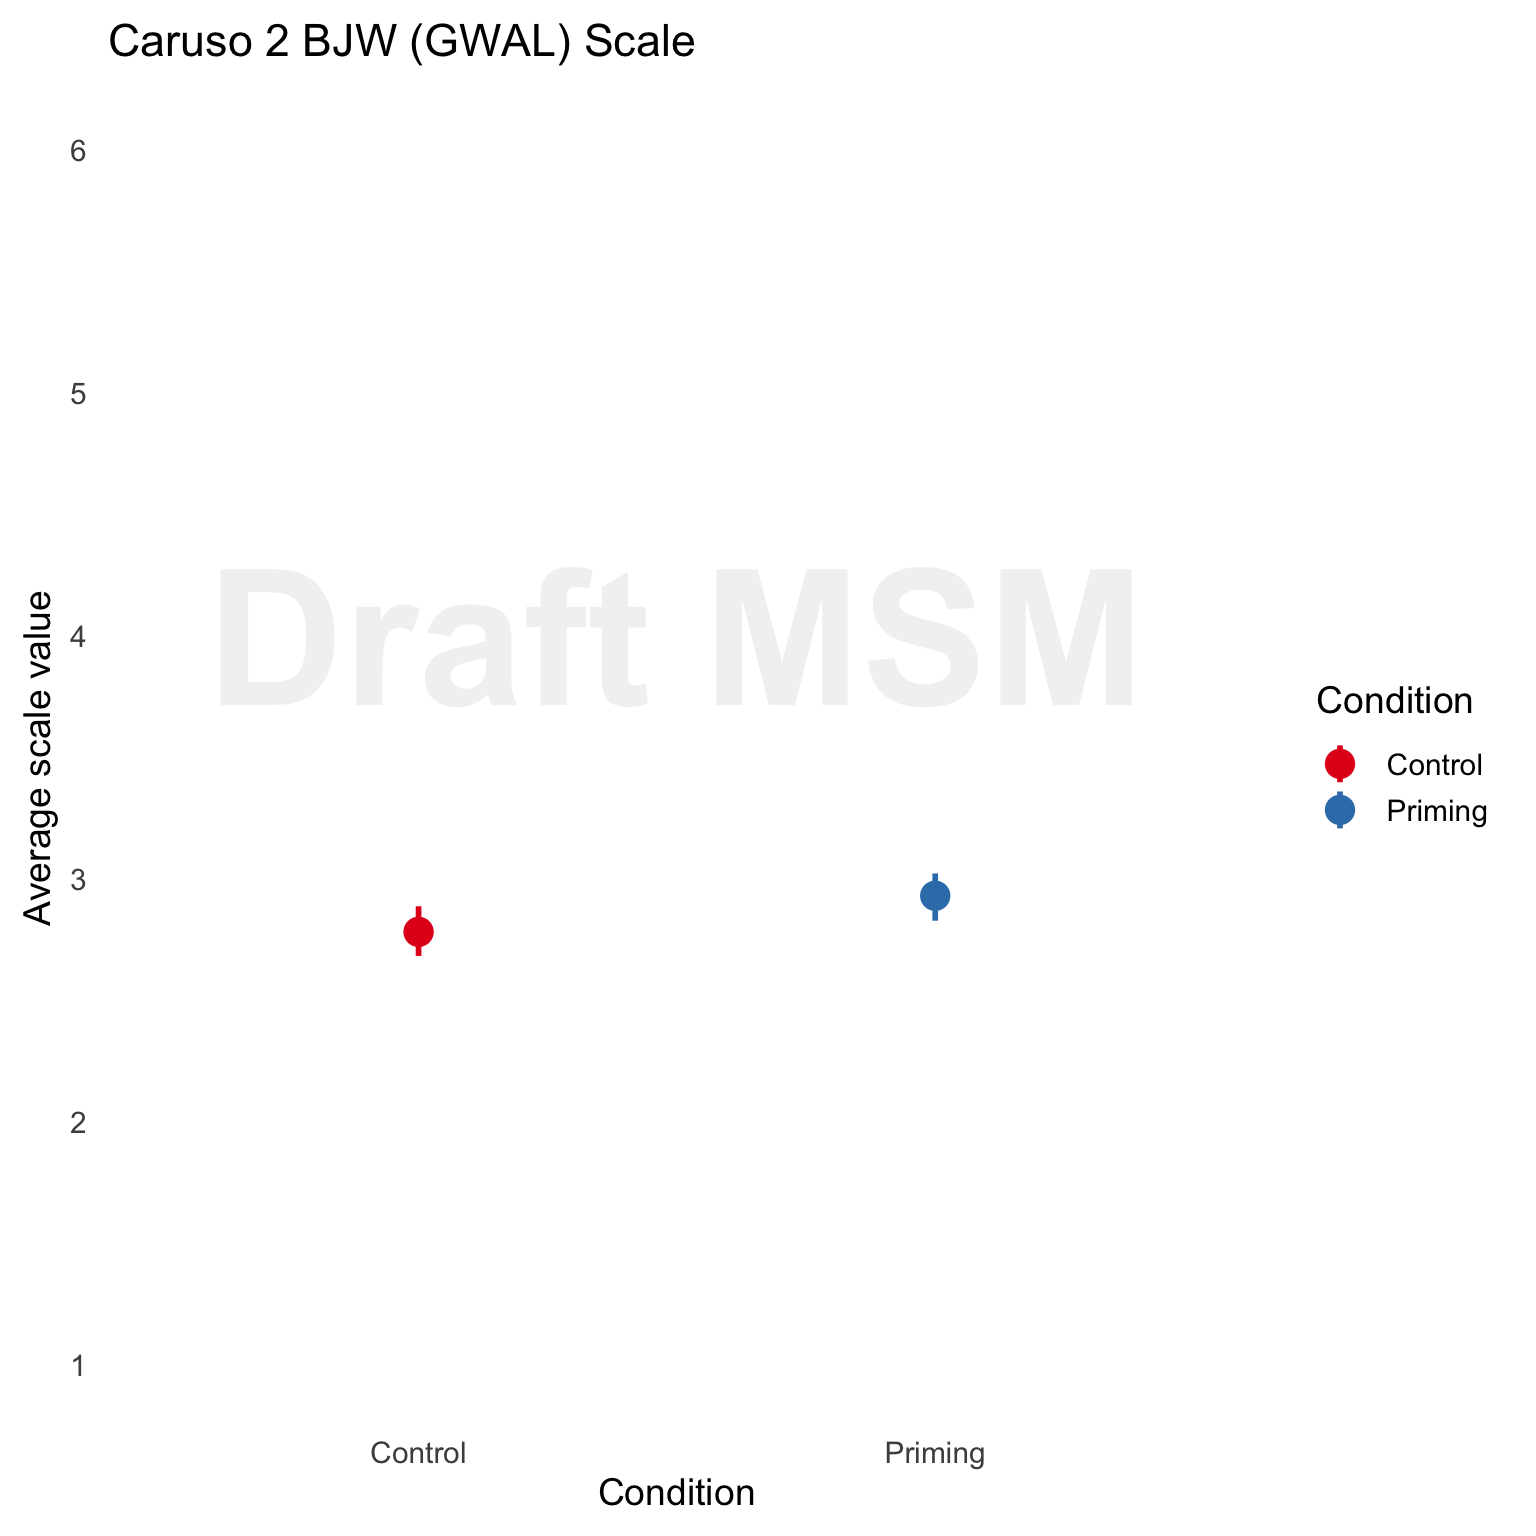 Caruso 2 BJW (GWAL) Scale
6
5
4
3
2
1
Average scale value
Draft MSM
Control
Priming
Condition
Condition
Control
Priming